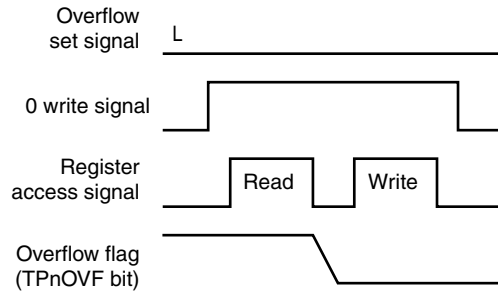 Overflow
set signal
L
0 write signal
Register
access signal
Read
Write
Overflow flag
(TPnOVF bit)